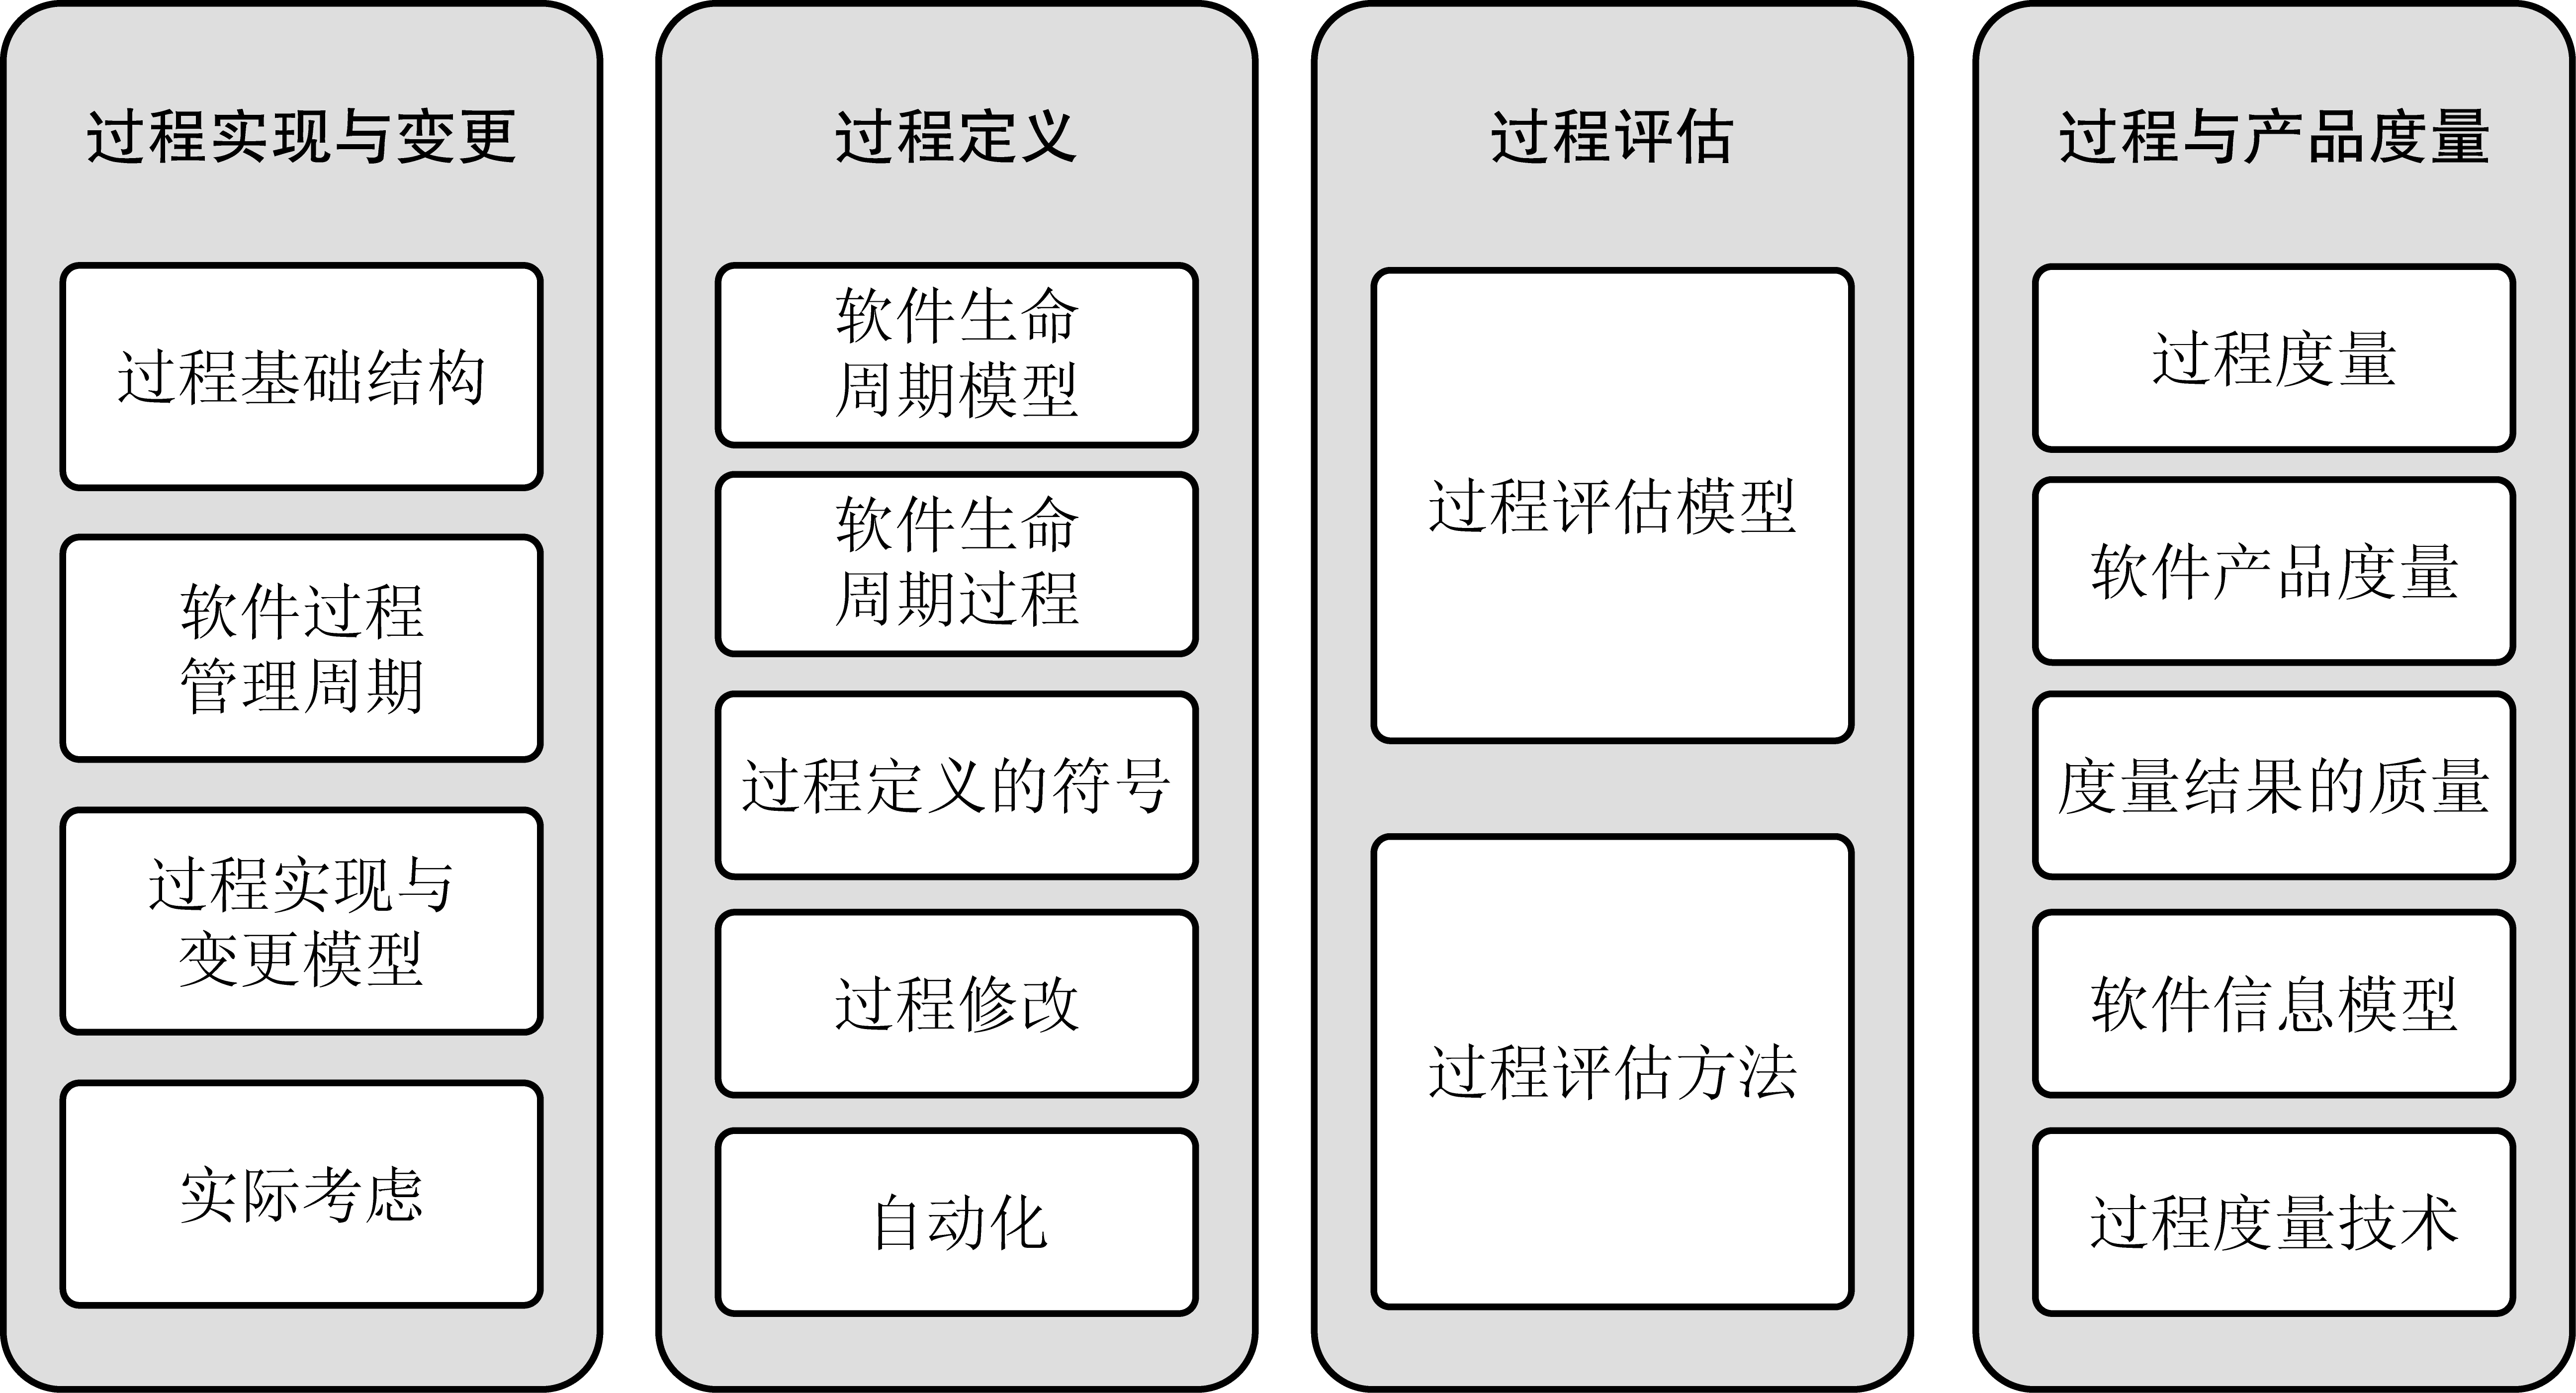 过程实现与变更
过程基础结构
软件过程
管理周期
过程实现与
变更模型
实际考虑
过程定义
软件生命
周期模型
软件生命
周期过程
过程定义的符号
过程修改
自动化
过程评估
过程评估模型
过程评估方法
过程与产品度量
过程度量
软件产品度量
度量结果的质量
软件信息模型
过程度量技术